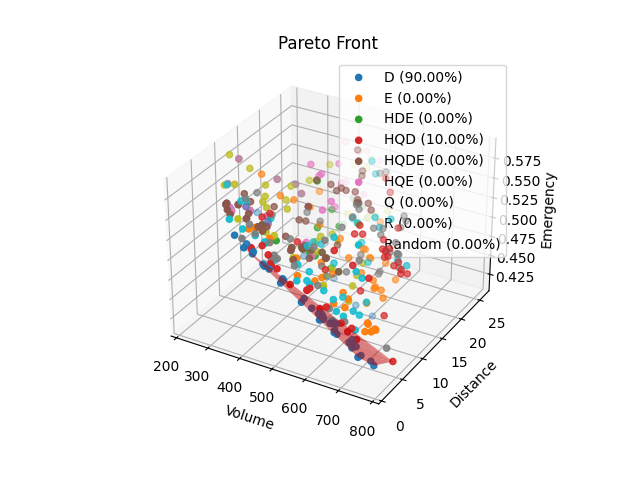 Pareto Front
D (90.00%)
E (0.00%)
HDE (0.00%)
HQD (10.00%)
HQDE (0.00%)
HQE (0.00%)
Q (0.00%)
R (0.00%)
Random (0.00%)
0.575
0.550
0.525
0.500
0.475
0.450
0.425
Emergency
200
300
400
500
600
700
800
Volume
0
5
10
15
20
25
Distance